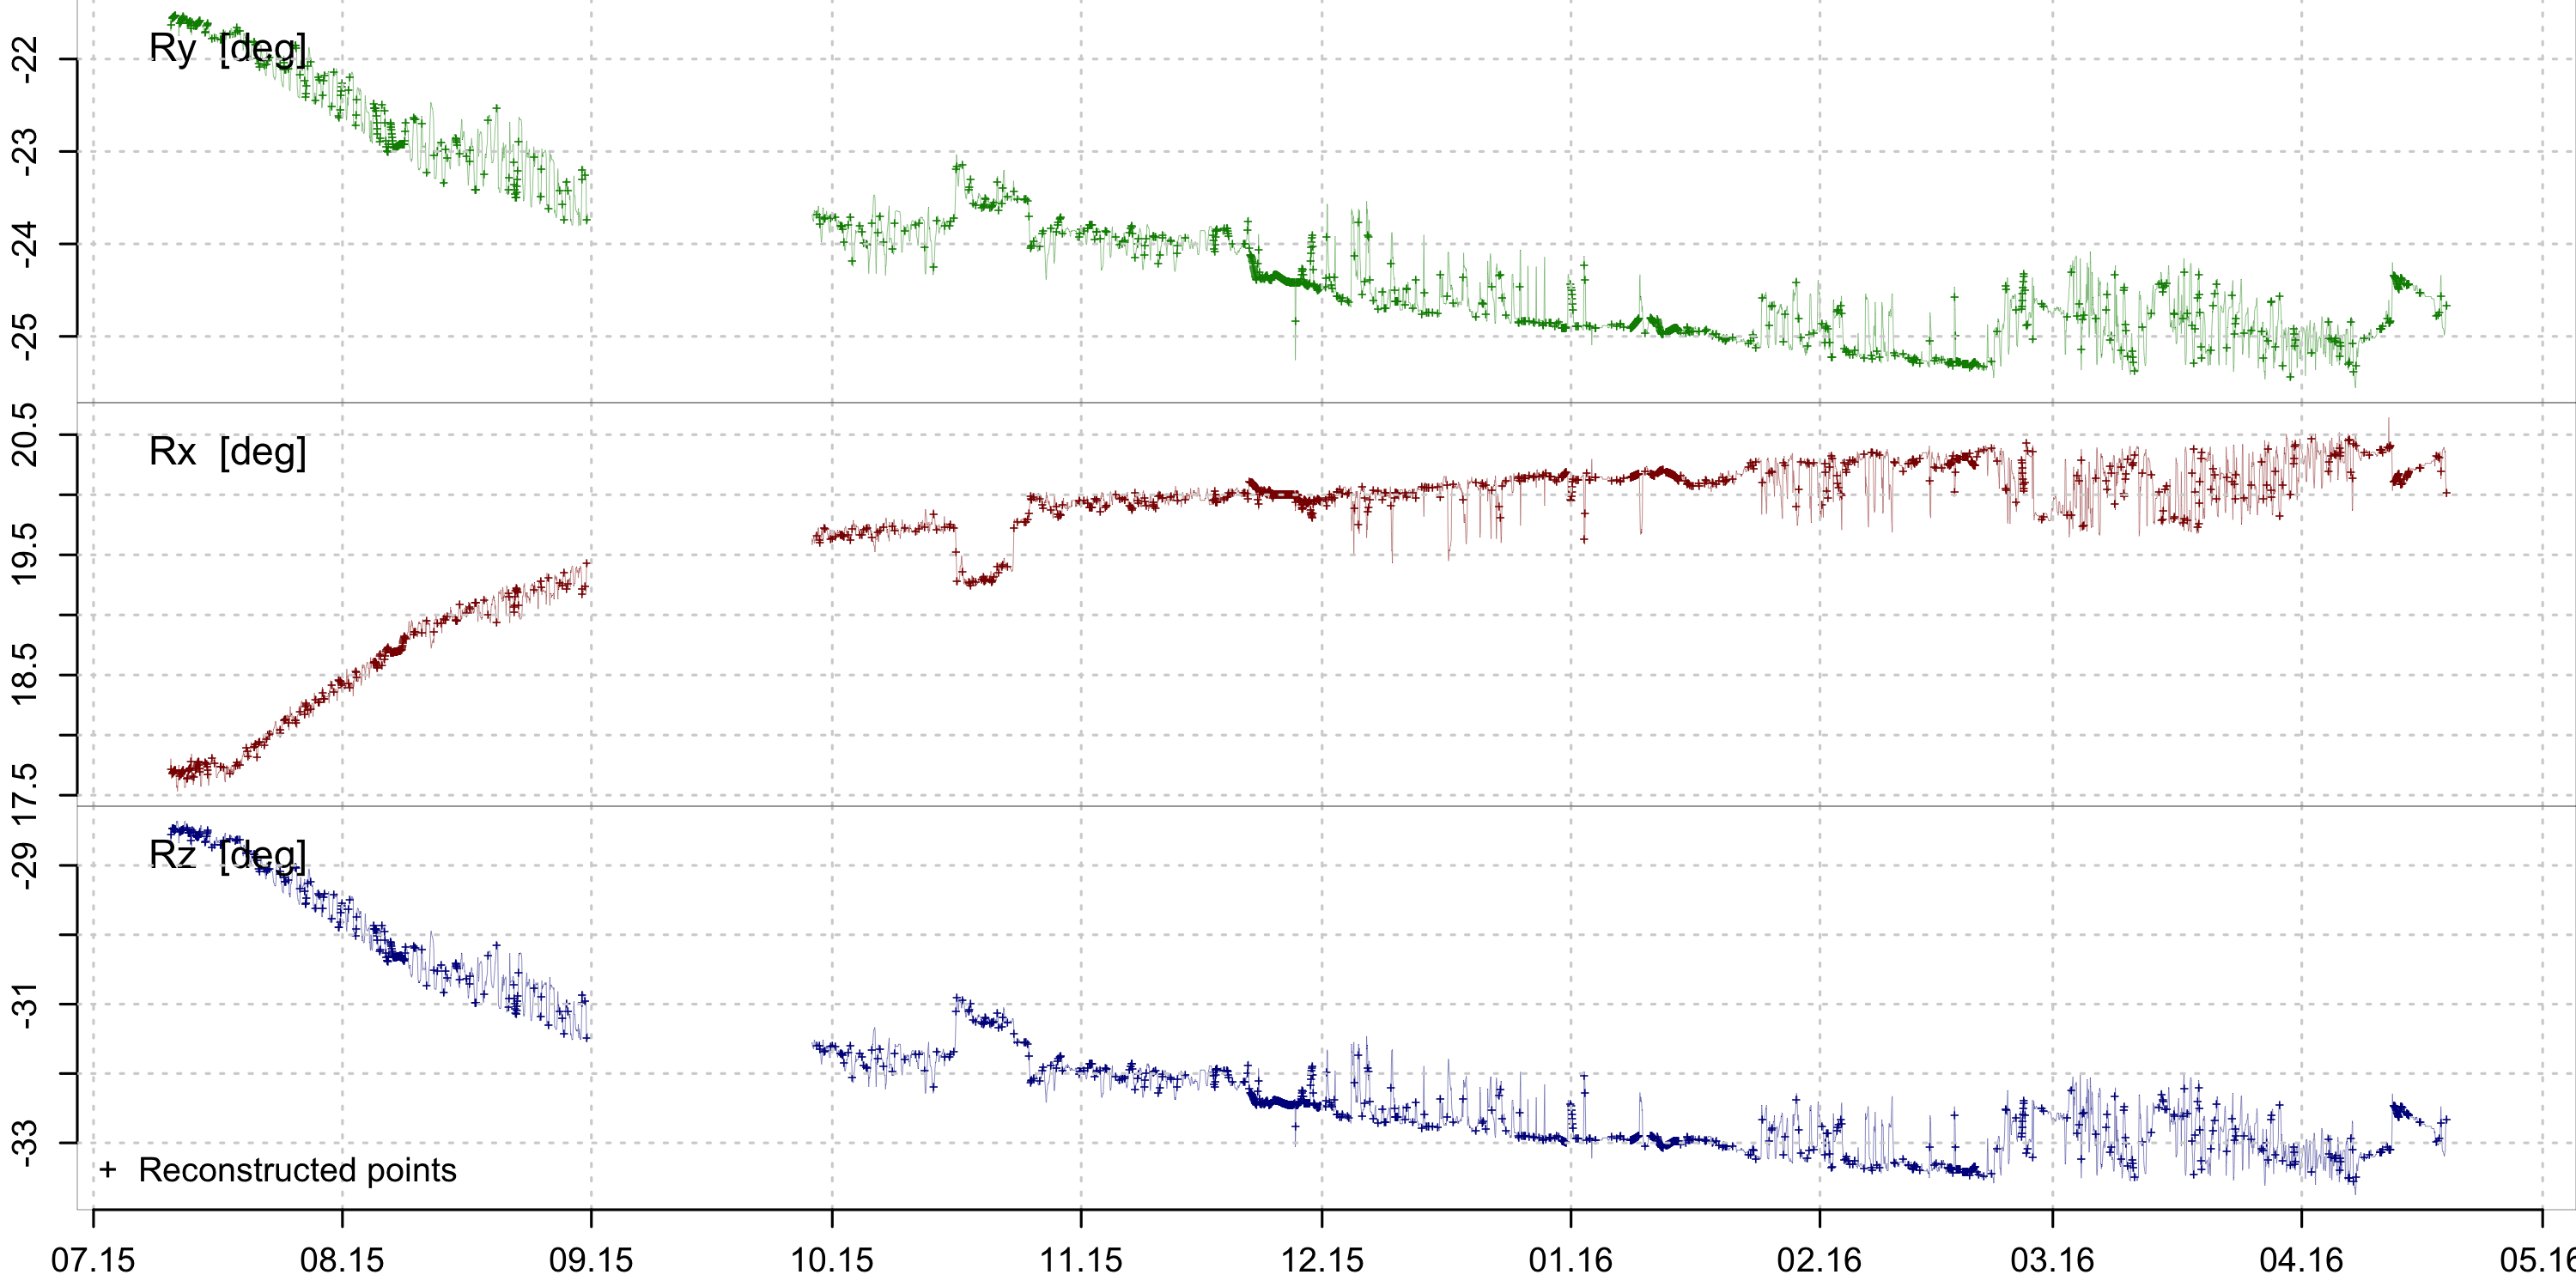 Ry [deg]
-22
-23
-24
-25
Rx [deg]
20.5
19.5
18.5
17.5
Rz [deg]
-29
-31
-33
+ Reconstructed points
07.15 08.15 09.15 10.15 11.15 12.15 01.16 02.16 03.16 04.16 05.16